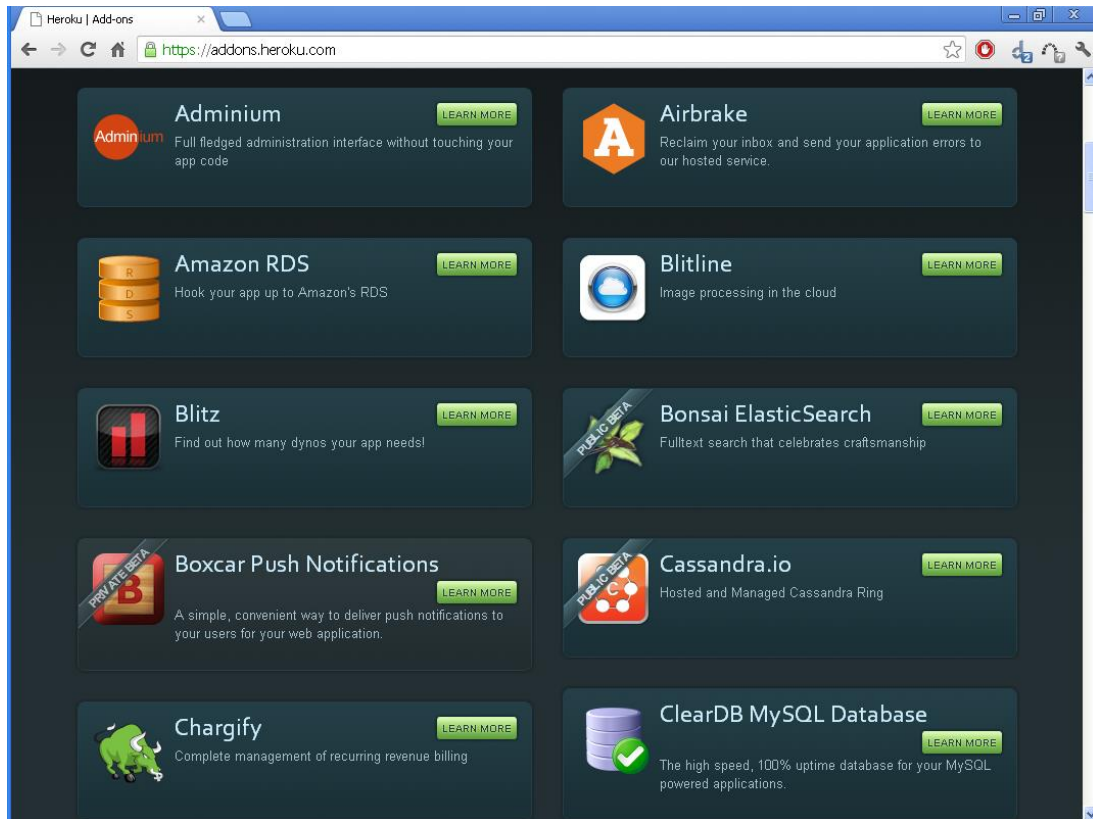 Heroku | Add-ons
https://addons.heroku.com
Adminium
LEARN MORE
Adminium
Full fledged administration interface without touching your
app code
A
Airbrake
LEARN MORE
Reclaim your inbox and send your application errors to
our hosted service.
R
D
S
Amazon RDS
LEARN MORE
Hook your app up to Amazon's RDS
Blitline
LEARN MORE
Image processing in the cloud
Blitz
LEARN MORE
Find out how many dynos your app needs!
PUBLIC BETA
Bonsai ElasticSearch
LEARN MORE
Fulltext search that celebrates craftsmanship
PRIVATE BETA
B
Boxcar Push Notifications
LEARN MORE
A simple, convenient way to deliver push notifications to
your users for your web application.
PUBLIC BETA
C
Cassandra.io
LEARN MORE
Hosted and Managed Cassandra Ring
Chargify
LEARN MORE
Complete management of recurring revenue billing
ClearDB MySQL Database
LEARN MORE
The high speed, 100% uptime database for your MySQL
powered applications.